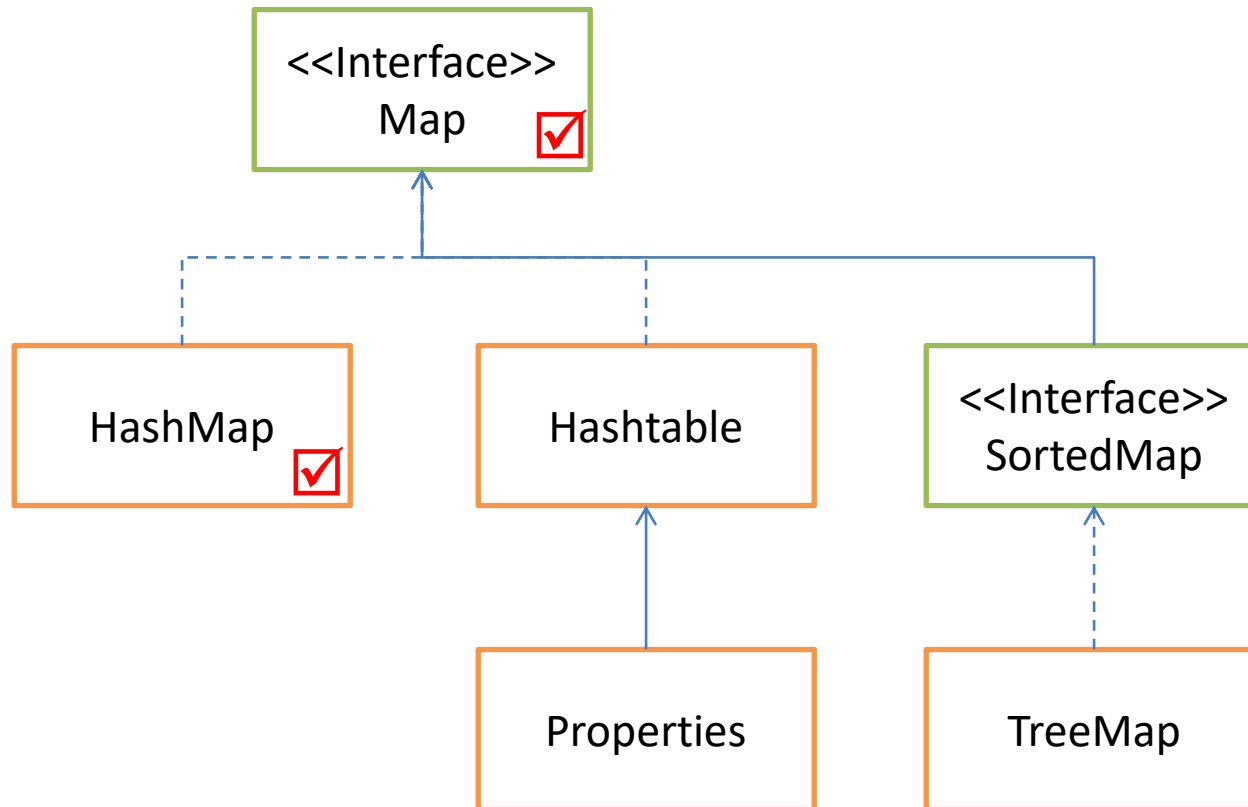 <<Interface>>
Map
HashMap
Hashtable
<<Interface>>
SortedMap
Properties
TreeMap